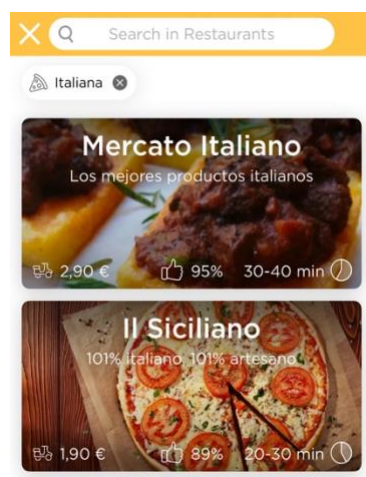 Search in Restaurants
Italiana
Mercato Italiano
Los mejores productos italianos
2,90 € 95% 30-40 min
Il Siciliano
101% italiano, 101% artesano
1,90 € 89% 20-30 min